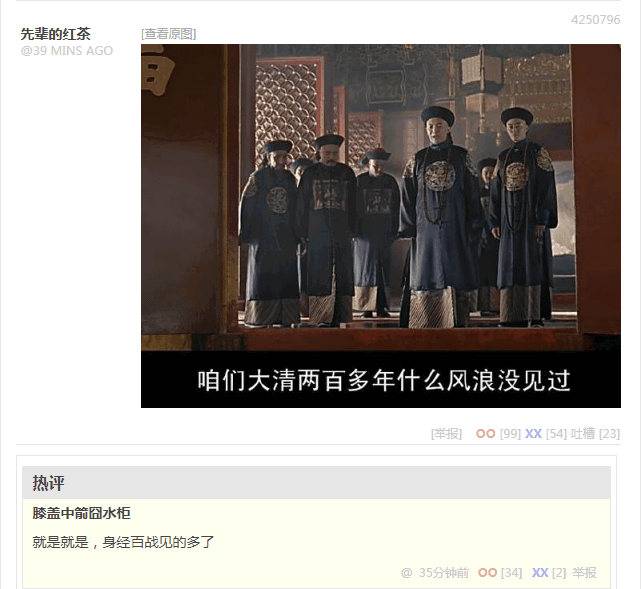 4250796
先辈的红茶
@39 MINS AGO
[查看原图]
福
咱们大清两百多年什么风浪没见过
[举报] OO [99] XX [54] 吐槽 [23]
热评
膝盖中箭囧水柜
就是就是，身经百战见的多了
@ 35分钟前 OO [34] XX [2] 举报